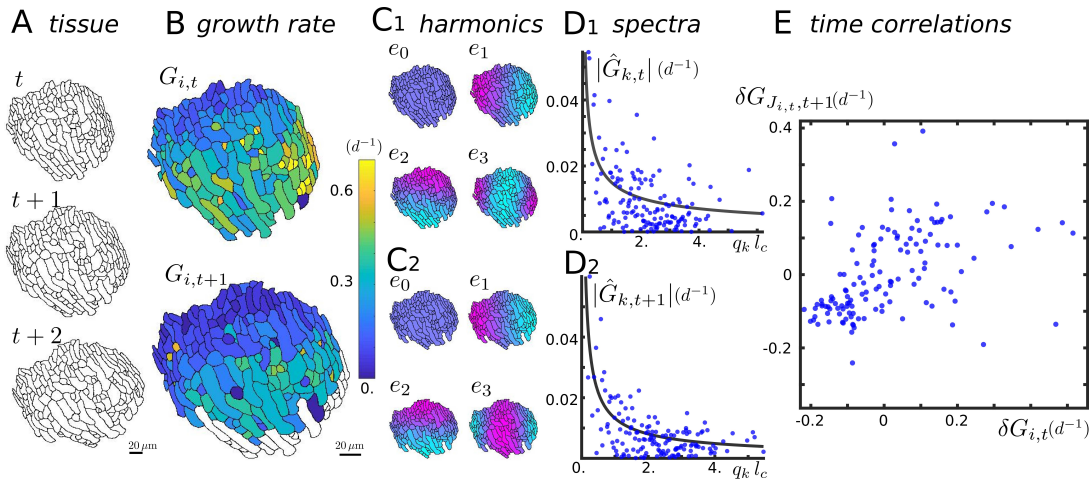 A tissue
B growth rate
C1 harmonics
D1 spectra
E time correlations
t
t + 1
t + 2
20 μm
G_{i,t}
G_{i,t+1}
(d^{-1})
0.6
0.3
0.
20 μm
e_0
e_1
e_2
e_3
C2
e_0
e_1
e_2
e_3
|Ĝ_{k,t}| (d^{-1})
0.04
0.02
0
0. 2. 4. q_k l_c
D2
|Ĝ_{k,t+1}| (d^{-1})
0.04
0.02
0. 2. 4. q_k l_c
δG_{J_{i,t},t+1} (d^{-1})
0.4
0.2
0
-0.2
-0.2 0 0.2
δG_{i,t} (d^{-1})